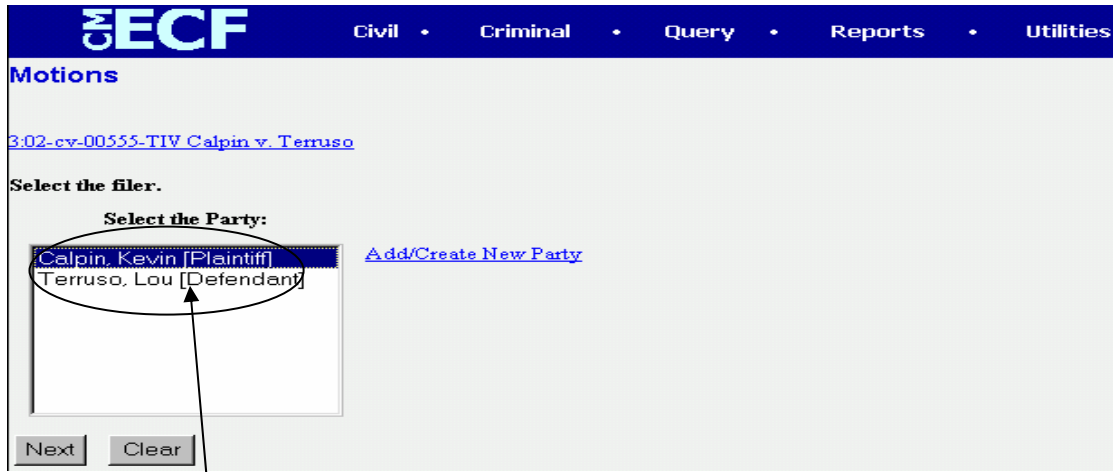 CM ECF Civil • Criminal • Query • Reports • Utilities
Motions
3:02-cv-00555-TIV Calpin v. Terruso
Select the filer.
Select the Party:
Calpin, Kevin [Plaintiff] Add/Create New Party
Terruso, Lou [Defendant]
Next Clear